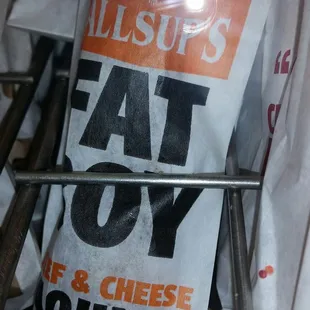 ALLSUP'S
FAT
OY
EF & CHEESE